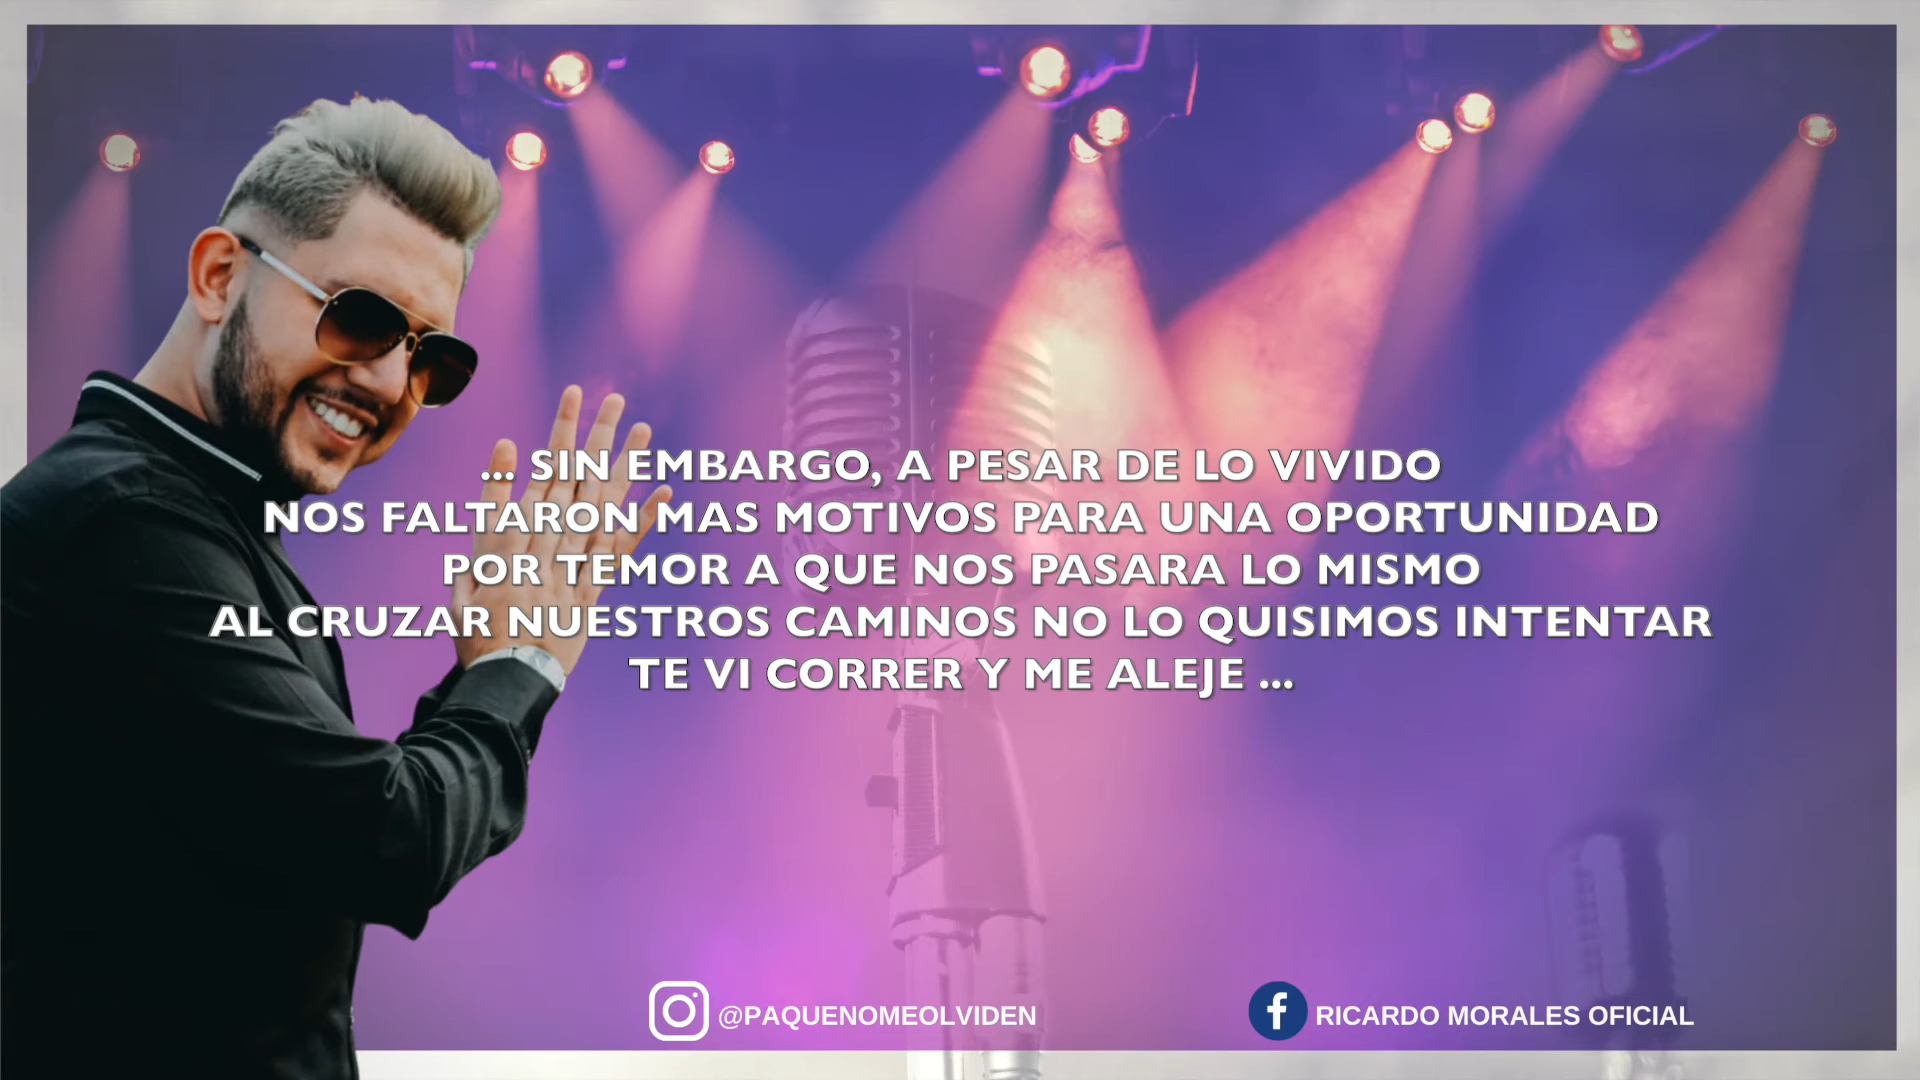 ... SIN EMBARGO, A PESAR DE LO VIVIDO
NOS FALTARON MAS MOTIVOS PARA UNA OPORTUNIDAD
POR TEMOR A QUE NOS PASARA LO MISMO
AL CRUZAR NUESTROS CAMINOS NO LO QUISIMOS INTENTAR
TE VI CORRER Y ME ALEJE ...
@PAQUENOMEOLVIDEN
RICARDO MORALES OFICIAL